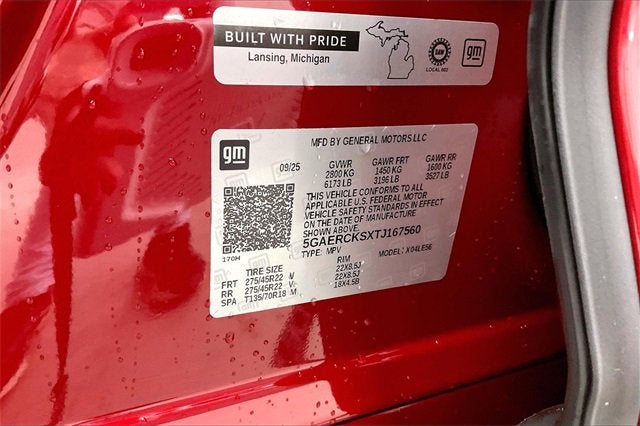 BUILT WITH PRIDE
Lansing, Michigan
UAW
LOCAL 602
gm
gm
MFD BY GENERAL MOTORS LLC
09/25
GVWR GAWR FRT GAWR RR
2800 KG 1450 KG 1600 KG
6173 LB 3196 LB 3527 LB
THIS VEHICLE CONFORMS TO ALL
APPLICABLE U.S. FEDERAL MOTOR
VEHICLE SAFETY STANDARDS IN EFFECT
ON THE DATE OF MANUFACTURE
SHOWN ABOVE.
5GAERCKSXTJ167560
TYPE: MPV MODEL: X04LE56
170H
TIRE SIZE RIM
FRT 275/45R22 V 22X8.5J
RR 275/45R22 V 22X8.5J
SPA T135/70R18 M 18X4.5B